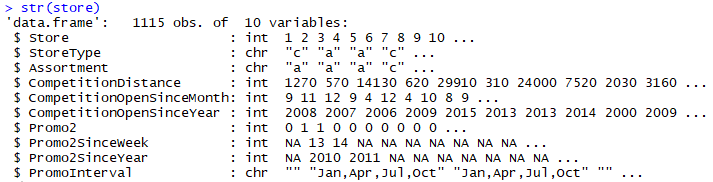 > str(store)
'data.frame':   1115 obs. of  10 variables:
 $ Store                    : int  1 2 3 4 5 6 7 8 9 10 ...
 $ StoreType                : chr  "c" "a" "a" "c" ...
 $ Assortment               : chr  "a" "a" "a" "c" ...
 $ CompetitionDistance      : int  1270 570 14130 620 29910 310 24000 7520 2030 3160 ...
 $ CompetitionOpenSinceMonth: int  9 11 12 9 4 12 4 10 8 9 ...
 $ CompetitionOpenSinceYear : int  2008 2007 2006 2009 2015 2013 2013 2014 2000 2009 ...
 $ Promo2                   : int  0 1 1 0 0 0 0 0 0 0 ...
 $ Promo2SinceWeek          : int  NA 13 14 NA NA NA NA NA NA NA ...
 $ Promo2SinceYear          : int  NA 2010 2011 NA NA NA NA NA NA NA ...
 $ PromoInterval            : chr  "" "Jan,Apr,Jul,Oct" "Jan,Apr,Jul,Oct" "" ...